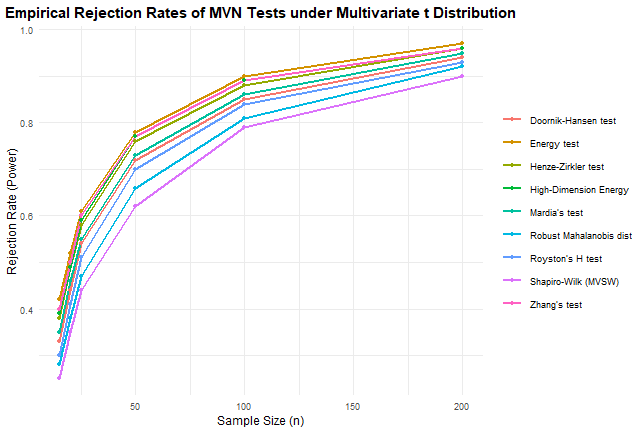 Empirical Rejection Rates of MVN Tests under Multivariate t Distribution
1.0
0.8
0.6
0.4
Rejection Rate (Power)
50
100
150
200
Sample Size (n)
Doornik-Hansen test
Energy test
Henze-Zirkler test
High-Dimension Energy
Mardia's test
Robust Mahalanobis dist
Royston's H test
Shapiro-Wilk (MVSW)
Zhang's test